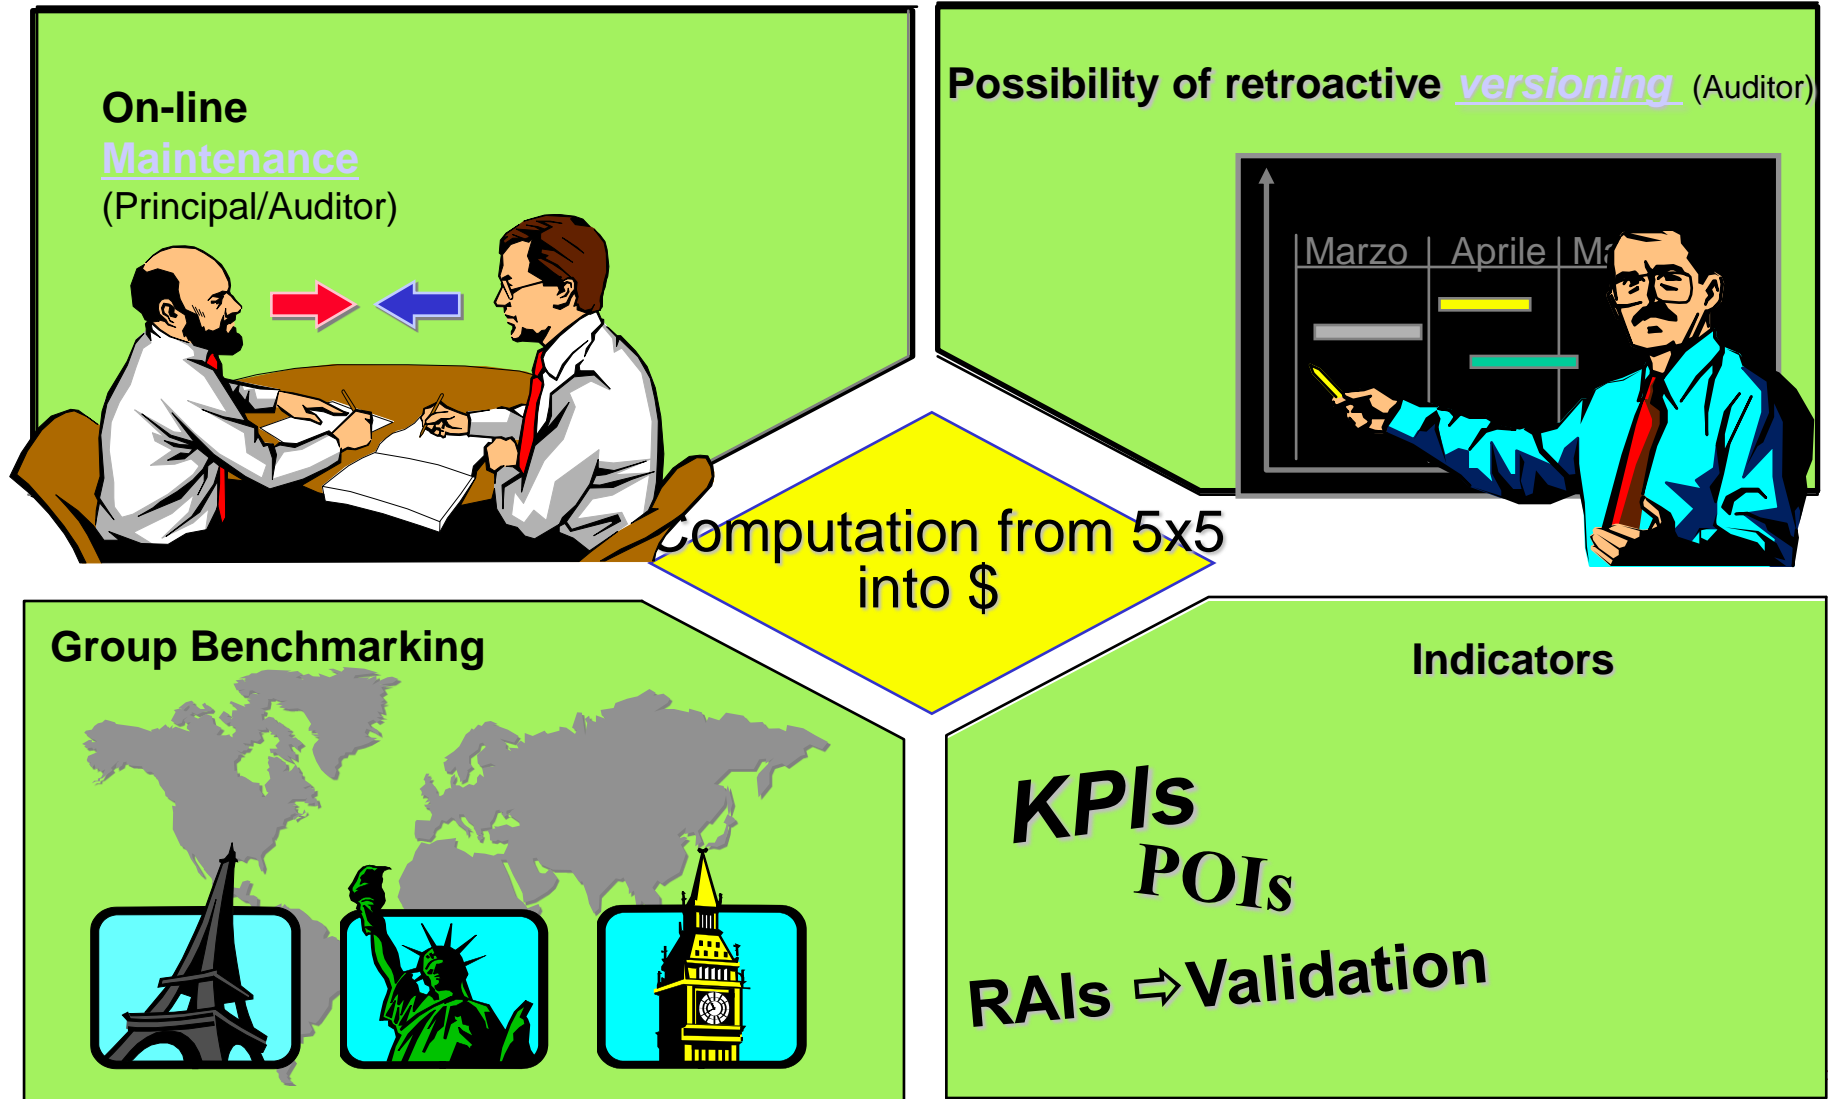 On-line
Maintenance
(Principal/Auditor)
Possibility of retroactive versioning (Auditor)
Marzo Aprile
Computation from 5x5
into $
Group Benchmarking
Indicators
KPIs
POIs
RAIs ⇨Validation